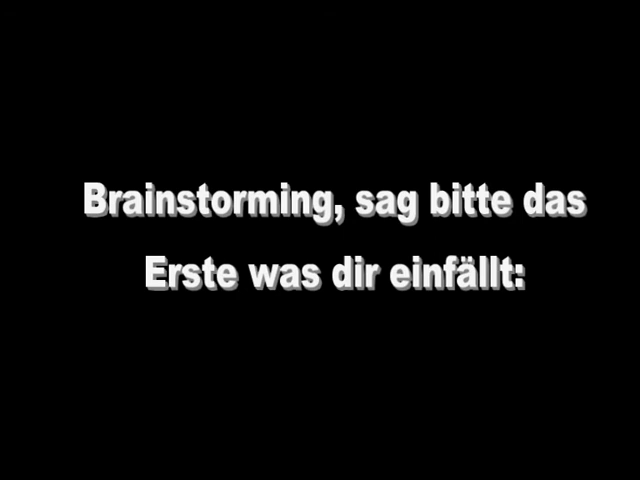 Brainstorming, sag bitte das
Erste was dir einfällt: